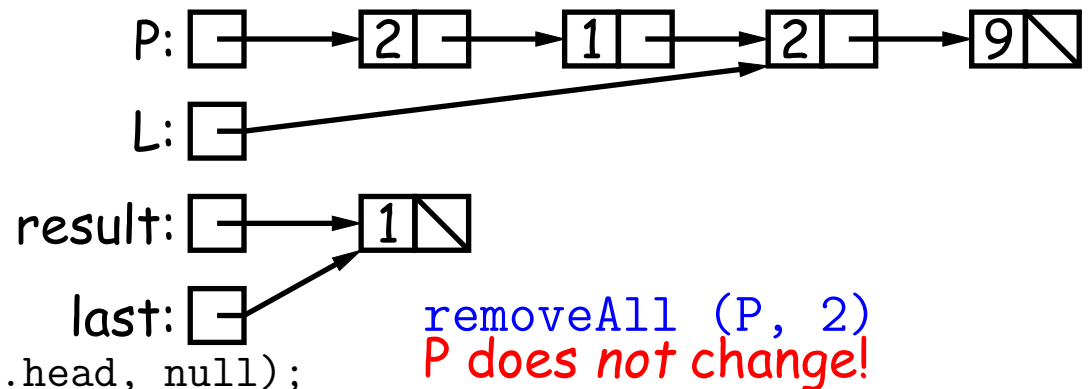 P: 2 1 2 9
L:
result: 1
last:
removeAll (P, 2)
.head, null);
P does not change!